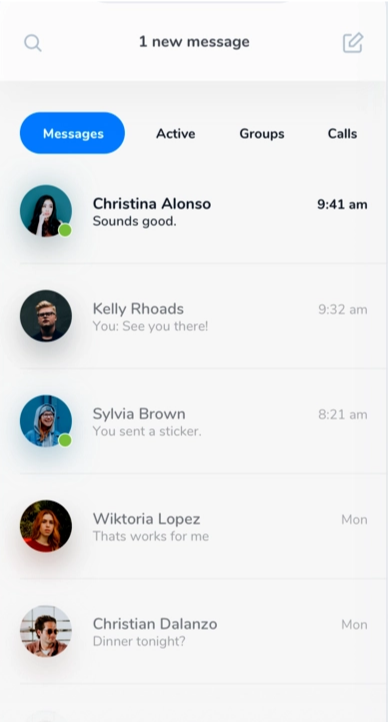 1 new message
Messages Active Groups Calls
Christina Alonso 9:41 am
Sounds good.
Kelly Rhoads 9:32 am
You: See you there!
Sylvia Brown 8:21 am
You sent a sticker.
Wiktoria Lopez Mon
Thats works for me
Christian Dalanzo Mon
Dinner tonight?